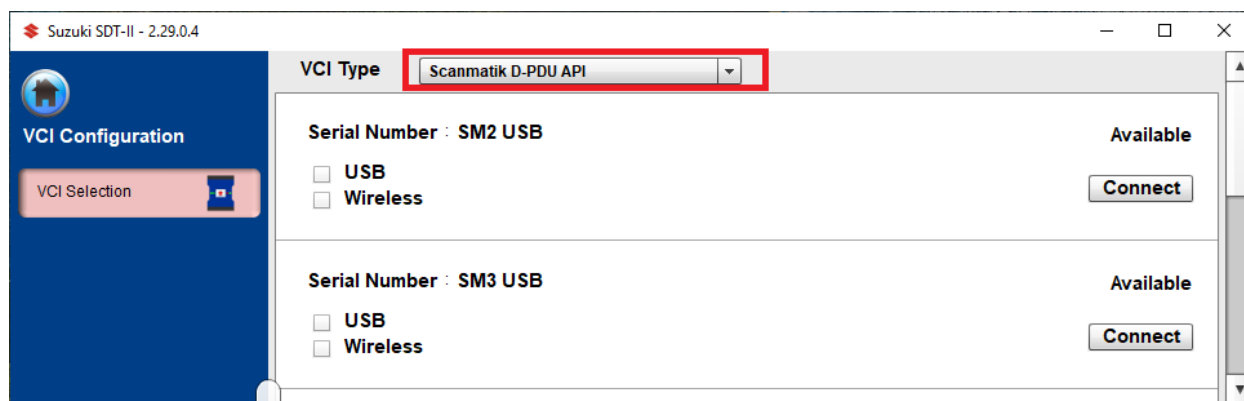 Suzuki SDT-II - 2.29.0.4
VCI Type Scanmatik D-PDU API
VCI Configuration
VCI Selection
Serial Number : SM2 USB
Available
USB
Wireless
Connect
Serial Number : SM3 USB
Available
USB
Wireless
Connect